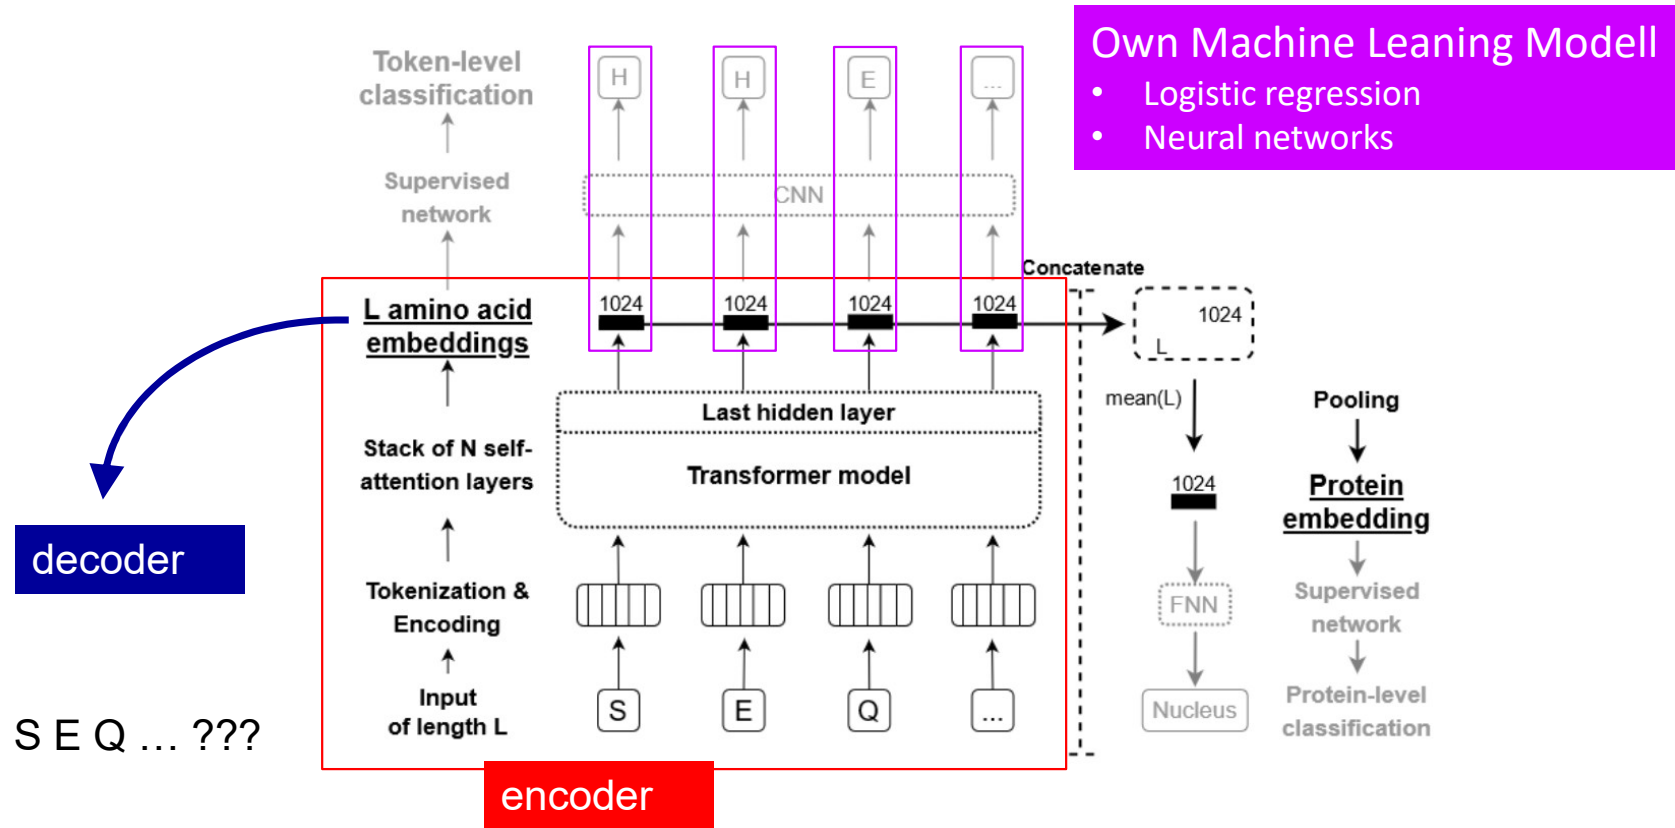 Own Machine Leaning Modell
• Logistic regression
• Neural networks
Token-level
classification
H
H
E
...
Supervised
network
CNN
Concatenate
L amino acid
embeddings
1024
1024
1024
1024
1024
L
mean(L)
Pooling
Last hidden layer
Stack of N self-
attention layers
Transformer model
1024
Protein
embedding
decoder
Tokenization &
Encoding
FNN
Supervised
network
Input
of length L
S
E
Q
...
Nucleus
Protein-level
classification
S E Q ... ???
encoder